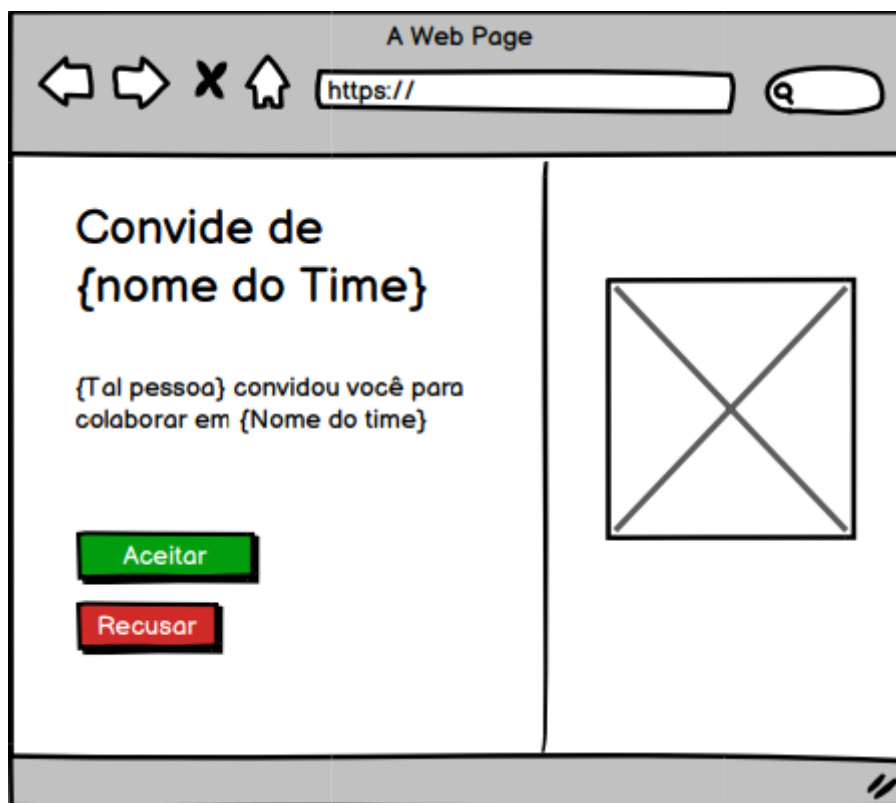 A Web Page
https://
Convide de
{nome do Time}
{Tal pessoa} convidou você para
colaborar em {Nome do time}
Aceitar
Recusar